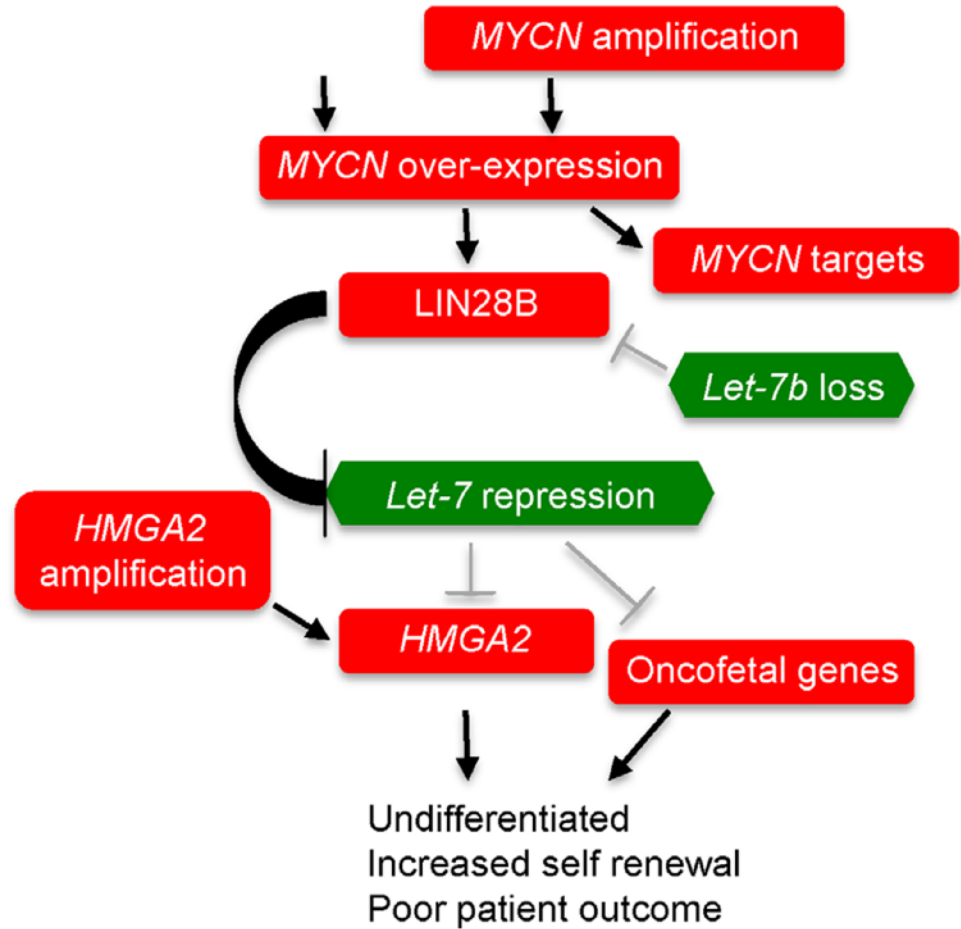 MYCN amplification
MYCN over-expression
MYCN targets
LIN28B
Let-7b loss
Let-7 repression
HMGA2
amplification
HMGA2
Oncofetal genes
Undifferentiated
Increased self renewal
Poor patient outcome